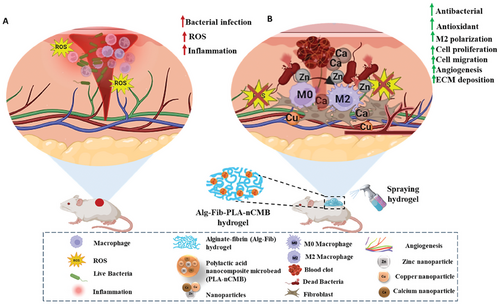 A
Bacterial infection
ROS
Inflammation
ROS
ROS
B
Antibacterial
Antioxidant
M2 polarization
Cell proliferation
Cell migration
Angiogenesis
ECM deposition
Ca
Zn
Ca
Zn
Zn
M0
Ca
M2
Cu
Ca
Cu
Alg-Fib-PLA-nCMB
hydrogel
Spraying
hydrogel
Macrophage
ROS
Live Bacteria
Inflammation
Alginate-fibrin (Alg-Fib)
hydrogel
Polylactic acid
nanocomposite microbead
(PLA-nCMB)
Nanoparticles
M0 Macrophage
M2 Macrophage
Blood clot
Dead Bacteria
Fibroblast
Angiogenesis
Zn
Zinc nanoparticle
Copper nanoparticle
Calcium nanoparticle